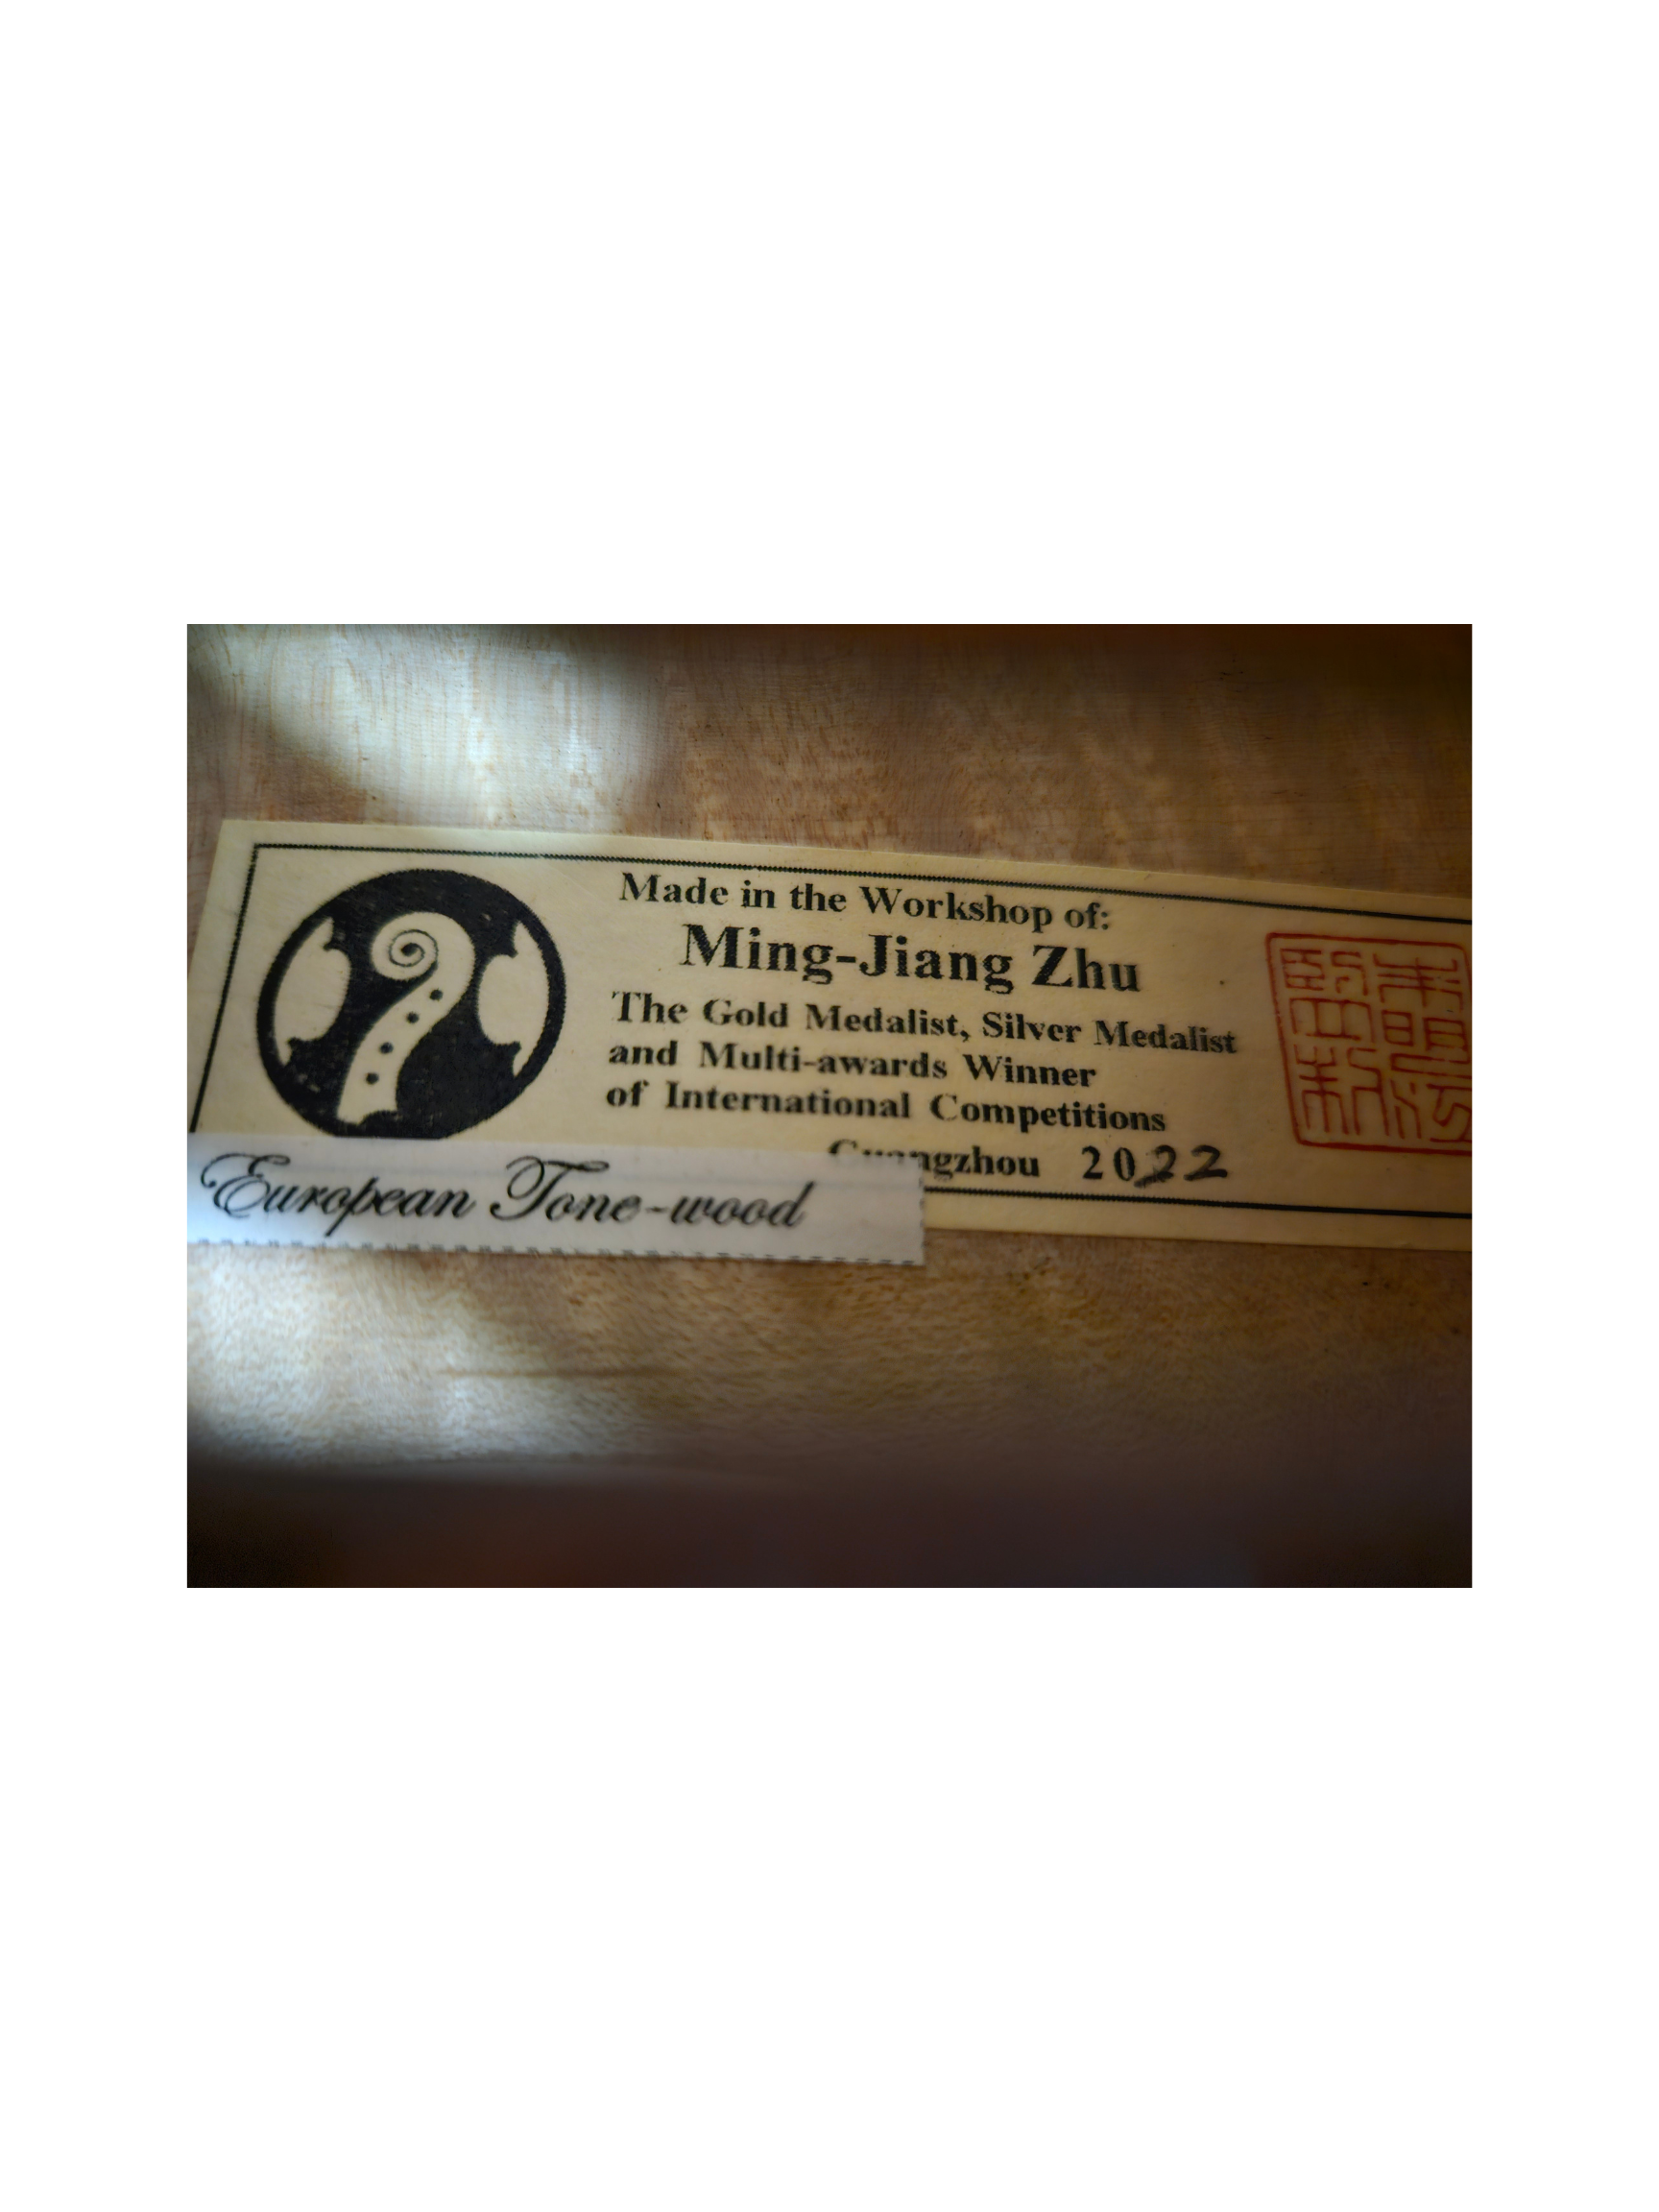 Made in the Workshop of:
Ming-Jiang Zhu
The Gold Medalist, Silver Medalist
and Multi-awards Winner
of International Competitions
Guangzhou 2022
European Tone-wood